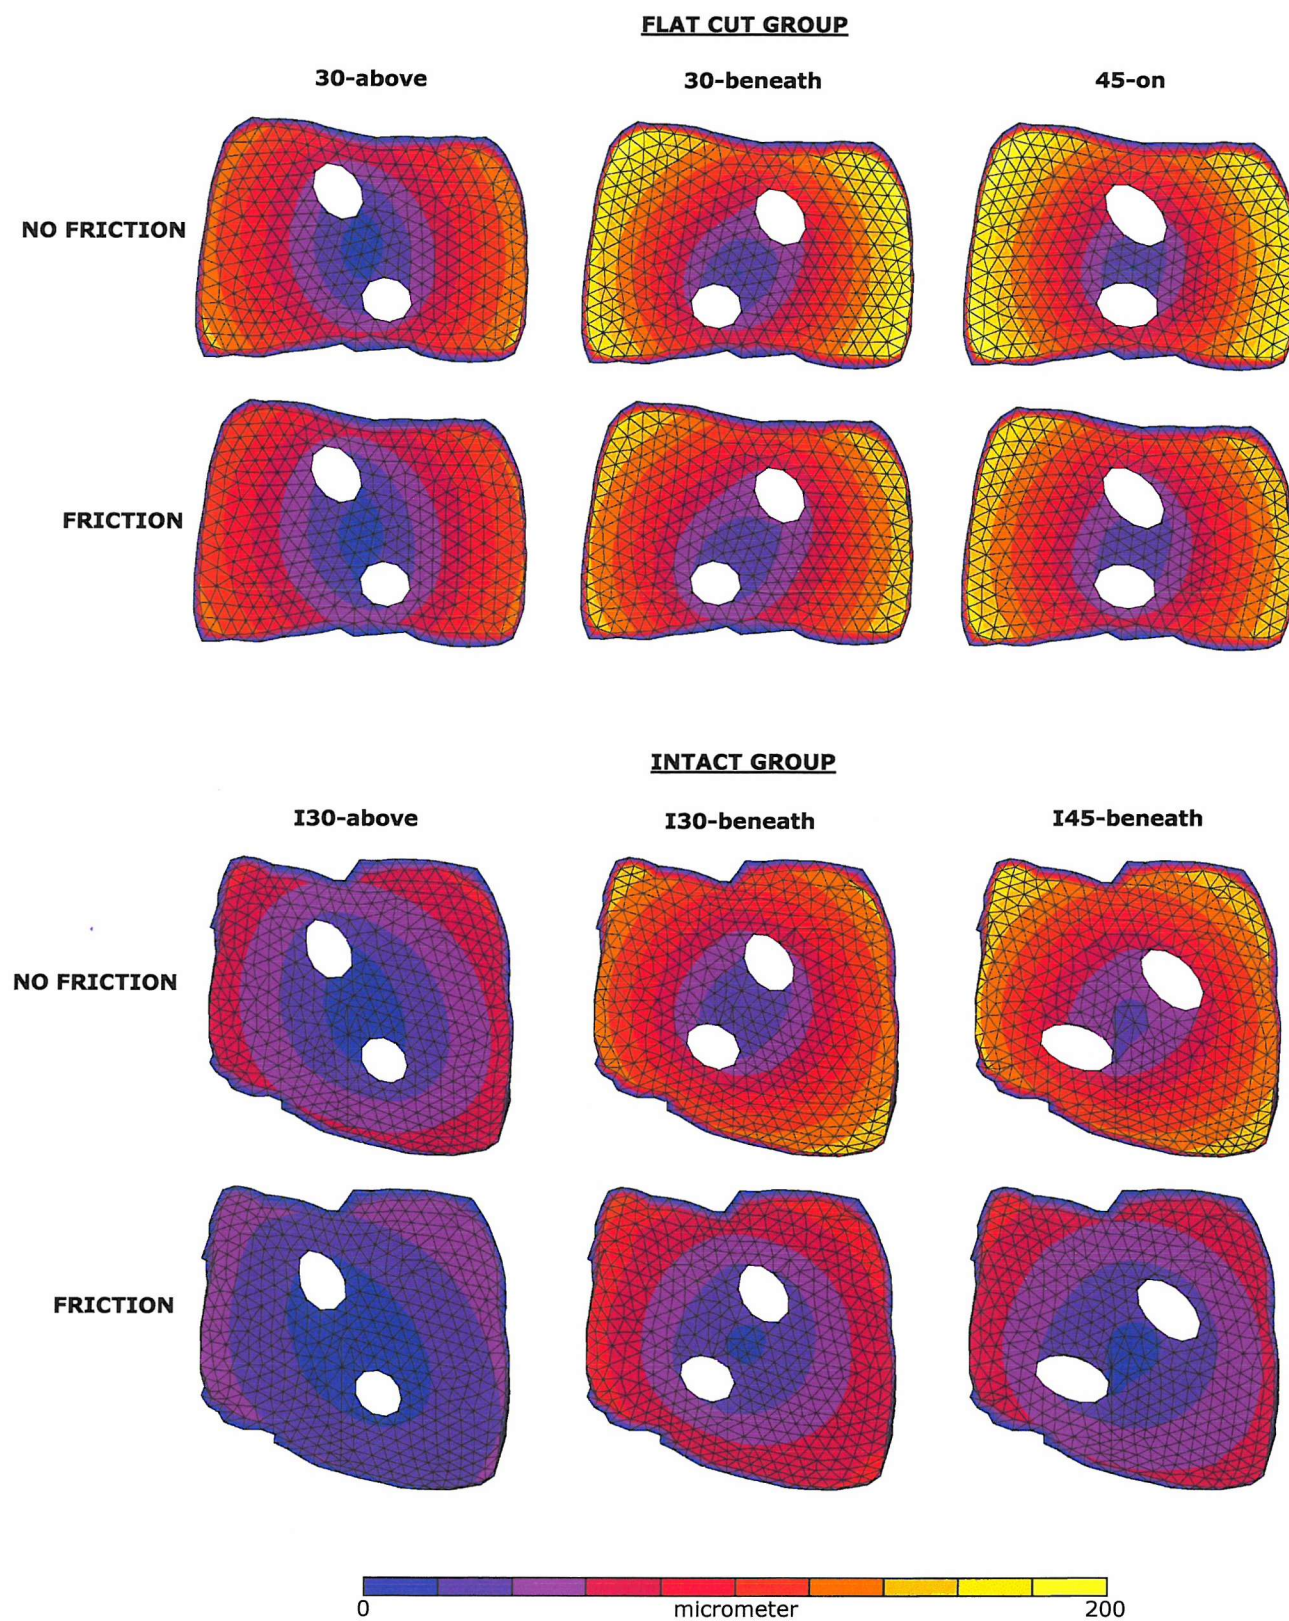 FLAT CUT GROUP
30-above 30-beneath 45-on
NO FRICTION
FRICTION
INTACT GROUP
I30-above I30-beneath I45-beneath
NO FRICTION
FRICTION
0 micrometer 200